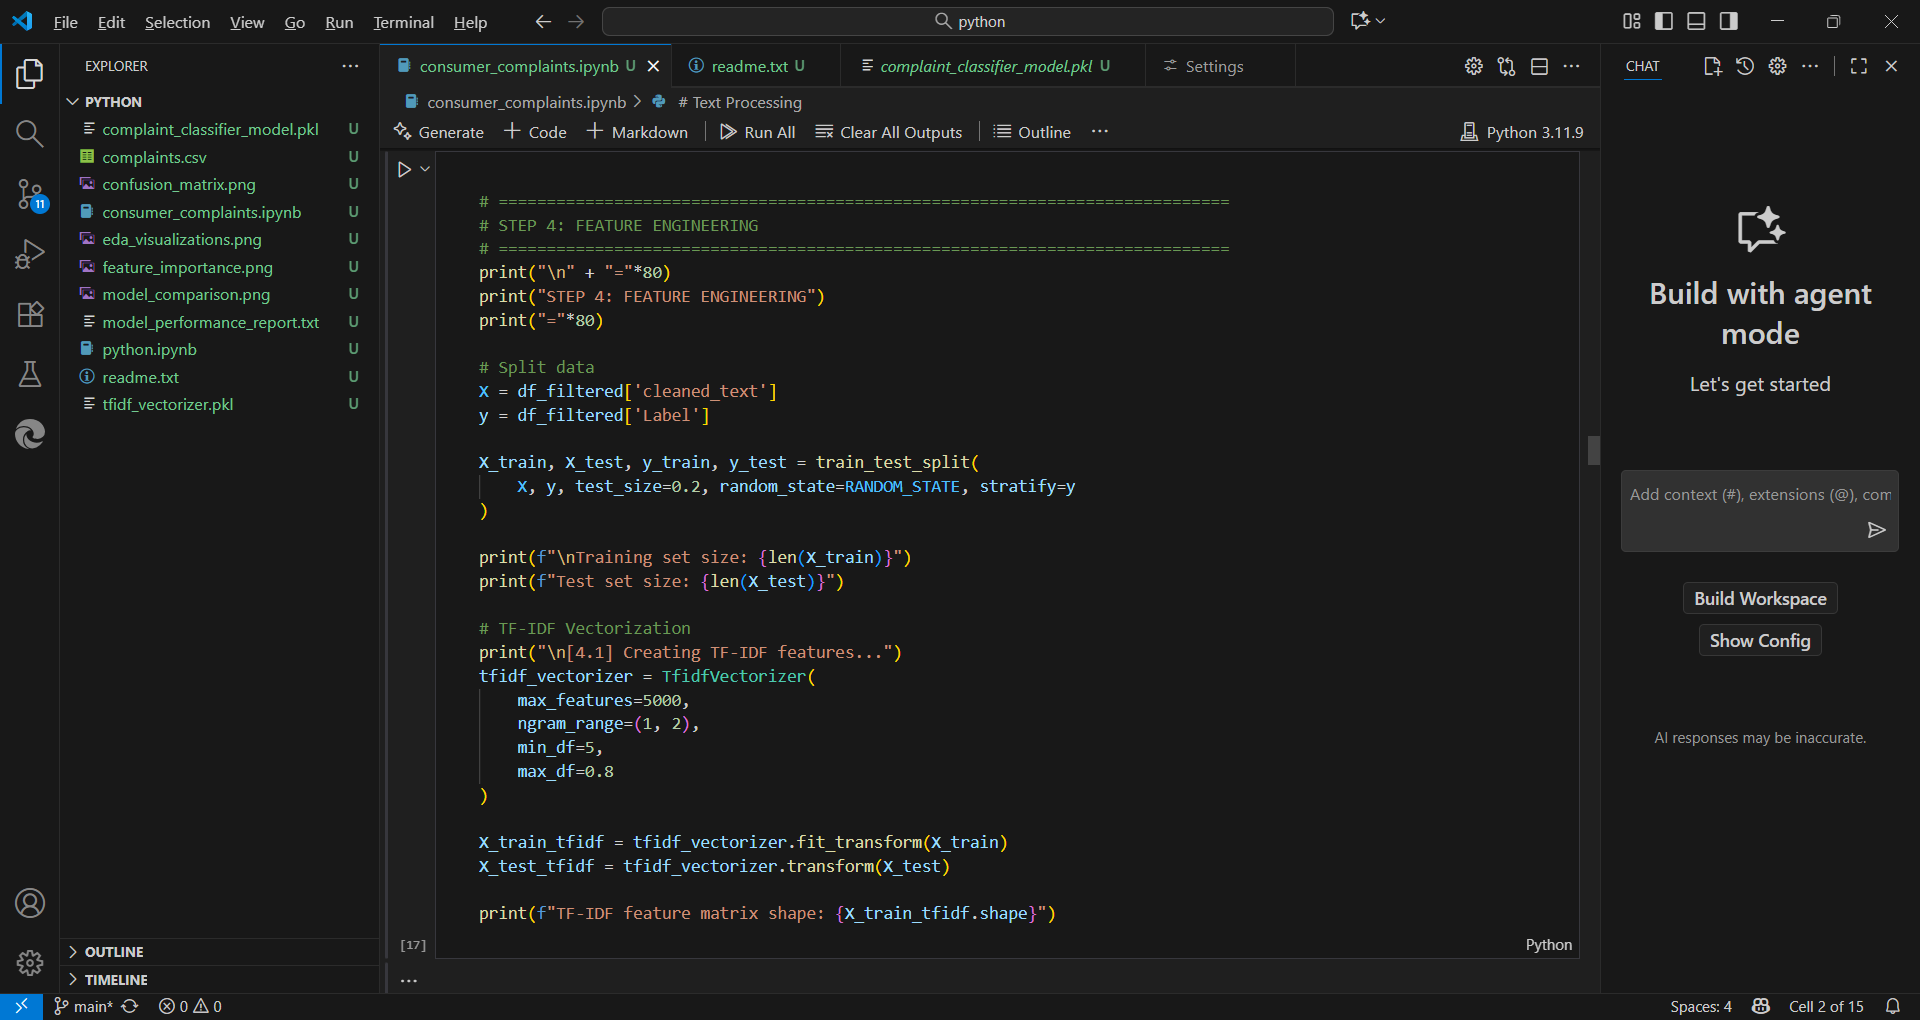 File Edit Selection View Go Run Terminal Help
python
EXPLORER
PYTHON
complaint_classifier_model.pkl U
complaints.csv U
confusion_matrix.png U
consumer_complaints.ipynb U
eda_visualizations.png U
feature_importance.png U
model_comparison.png U
model_performance_report.txt U
python.ipynb U
readme.txt U
tfidf_vectorizer.pkl U
11
OUTLINE
TIMELINE
consumer_complaints.ipynb U
readme.txt U
complaint_classifier_model.pkl U
Settings
consumer_complaints.ipynb > # Text Processing
Generate + Code + Markdown Run All Clear All Outputs Outline ...
Python 3.11.9
# ============================================================================
# STEP 4: FEATURE ENGINEERING
# ============================================================================
print("\n" + "="*80)
print("STEP 4: FEATURE ENGINEERING")
print("="*80)
# Split data
X = df_filtered['cleaned_text']
y = df_filtered['Label']
X_train, X_test, y_train, y_test = train_test_split(
X, y, test_size=0.2, random_state=RANDOM_STATE, stratify=y
)
print(f"\nTraining set size: {len(X_train)}")
print(f"Test set size: {len(X_test)}")
# TF-IDF Vectorization
print("\n[4.1] Creating TF-IDF features...")
tfidf_vectorizer = TfidfVectorizer(
max_features=5000,
ngram_range=(1, 2),
min_df=5,
max_df=0.8
)
X_train_tfidf = tfidf_vectorizer.fit_transform(X_train)
X_test_tfidf = tfidf_vectorizer.transform(X_test)
print(f"TF-IDF feature matrix shape: {X_train_tfidf.shape}")
[17]
Python
...
CHAT
Build with agent
mode
Let's get started
Add context (#), extensions (@), com
Build Workspace
Show Config
AI responses may be inaccurate.
main* 0 0
Spaces: 4 Cell 2 of 15